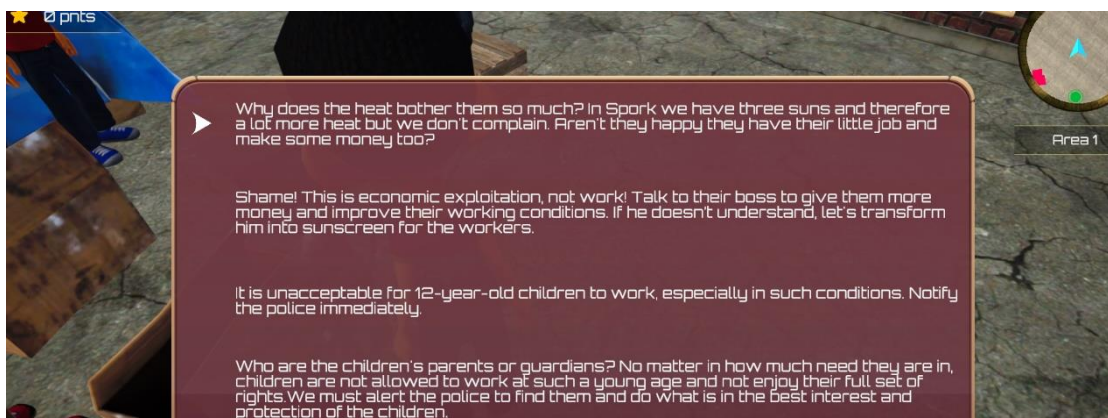 0 pnts
Why does the heat bother them so much? In Spork we have three suns and therefore
a lot more heat but we don't complain. Aren't they happy they have their little job and
make some money too?
Area 1
Shame! This is economic exploitation, not work! Talk to their boss to give them more
money and improve their working conditions. If he doesn't understand, let's transform
him into sunscreen for the workers.
It is unacceptable for 12-year-old children to work, especially in such conditions. Notify
the police immediately.
Who are the children's parents or guardians? No matter in how much need they are in,
children are not allowed to work at such a young age and not enjoy their full set of
rights.We must alert the police to find them and do what is in the best interest and
protection of the children.